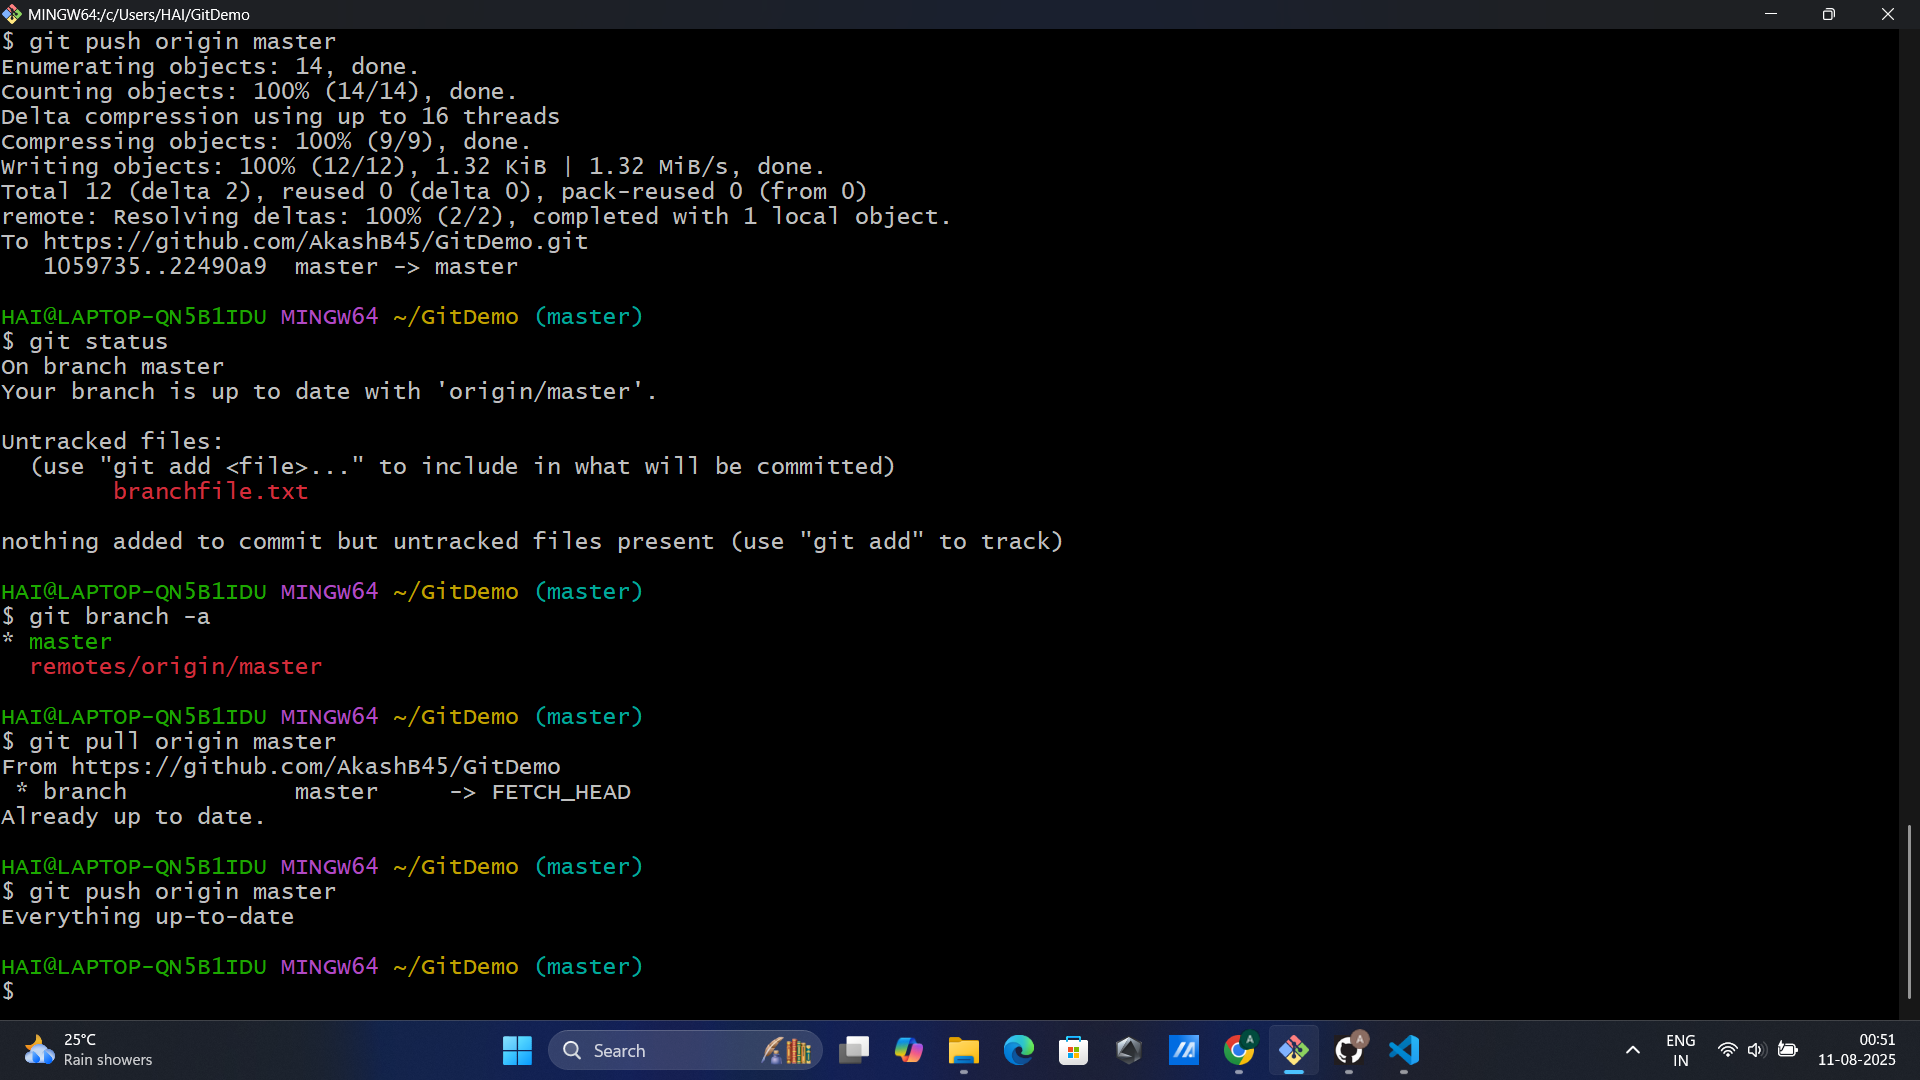 MINGW64:/c/Users/HAI/GitDemo
$ git push origin master
Enumerating objects: 14, done.
Counting objects: 100% (14/14), done.
Delta compression using up to 16 threads
Compressing objects: 100% (9/9), done.
Writing objects: 100% (12/12), 1.32 KiB | 1.32 MiB/s, done.
Total 12 (delta 2), reused 0 (delta 0), pack-reused 0 (from 0)
remote: Resolving deltas: 100% (2/2), completed with 1 local object.
To https://github.com/AkashB45/GitDemo.git
   1059735..22490a9  master -> master

HAI@LAPTOP-QN5B1IDU MINGW64 ~/GitDemo (master)
$ git status
On branch master
Your branch is up to date with 'origin/master'.

Untracked files:
  (use "git add <file>..." to include in what will be committed)
        branchfile.txt

nothing added to commit but untracked files present (use "git add" to track)

HAI@LAPTOP-QN5B1IDU MINGW64 ~/GitDemo (master)
$ git branch -a
* master
  remotes/origin/master

HAI@LAPTOP-QN5B1IDU MINGW64 ~/GitDemo (master)
$ git pull origin master
From https://github.com/AkashB45/GitDemo
 * branch            master     -> FETCH_HEAD
Already up to date.

HAI@LAPTOP-QN5B1IDU MINGW64 ~/GitDemo (master)
$ git push origin master
Everything up-to-date

HAI@LAPTOP-QN5B1IDU MINGW64 ~/GitDemo (master)
$
25°C
Rain showers
Search
A
A
ENG
IN
00:51
11-08-2025